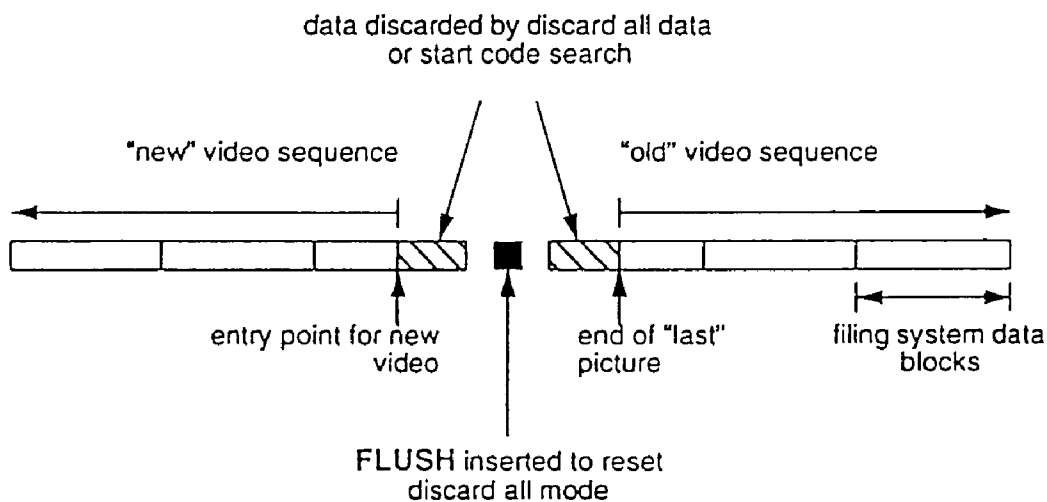 data discarded by discard all data
or start code search
"new" video sequence
"old" video sequence
entry point for new
video
end of "last"
picture
filing system data
blocks
FLUSH inserted to reset
discard all mode